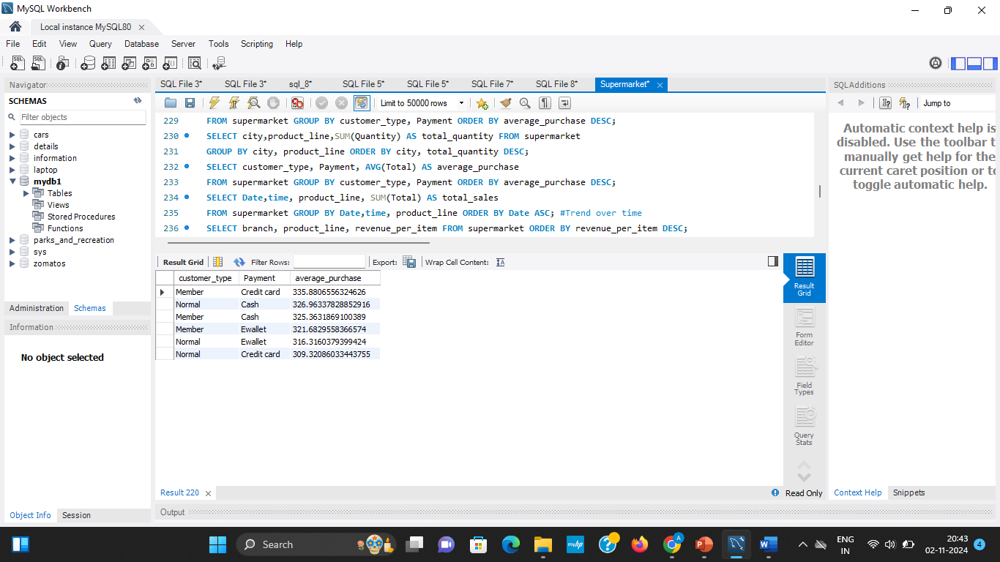 MySQL Workbench
Local instance MySQL80
File Edit View Query Database Server Tools Scripting Help
Navigator
SCHEMAS
Filter objects
cars
details
information
laptop
mydb1
Tables
Views
Stored Procedures
Functions
parks_and_recreation
sys
zomatos
Administration Schemas
Information
No object selected
Object Info Session
SQL File 3* SQL File 3* sql_8* SQL File 5* SQL File 5* SQL File 7* SQL File 8* Supermarket*
Limit to 50000 rows
229 FROM supermarket GROUP BY customer_type, Payment ORDER BY average_purchase DESC;
230 SELECT city,product_line,SUM(Quantity) AS total_quantity FROM supermarket
231 GROUP BY city, product_line ORDER BY city, total_quantity DESC;
232 SELECT customer_type, Payment, AVG(Total) AS average_purchase
233 FROM supermarket GROUP BY customer_type, Payment ORDER BY average_purchase DESC;
234 SELECT Date,time, product_line, SUM(Total) AS total_sales
235 FROM supermarket GROUP BY Date,time, product_line ORDER BY Date ASC; #Trend over time
236 SELECT branch, product_line, revenue_per_item FROM supermarket ORDER BY revenue_per_item DESC;
Result Grid Filter Rows: Export: Wrap Cell Content:
customer_type Payment average_purchase
Member Credit card 335.8806556324626
Normal Cash 326.96337828852916
Member Cash 325.3631869100389
Member Ewallet 321.6829558366574
Normal Ewallet 316.3160379399424
Normal Credit card 309.32086033443755
Result
Grid
Form
Editor
Field
Types
Query
Stats
Result 220
Read Only
Output
SQLAdditions
Jump to
Automatic context help is
disabled. Use the toolbar t
manually get help for the
current caret position or to
toggle automatic help.
Context Help Snippets
Search
myhp
A
ENG
IN
20:43
02-11-2024
4